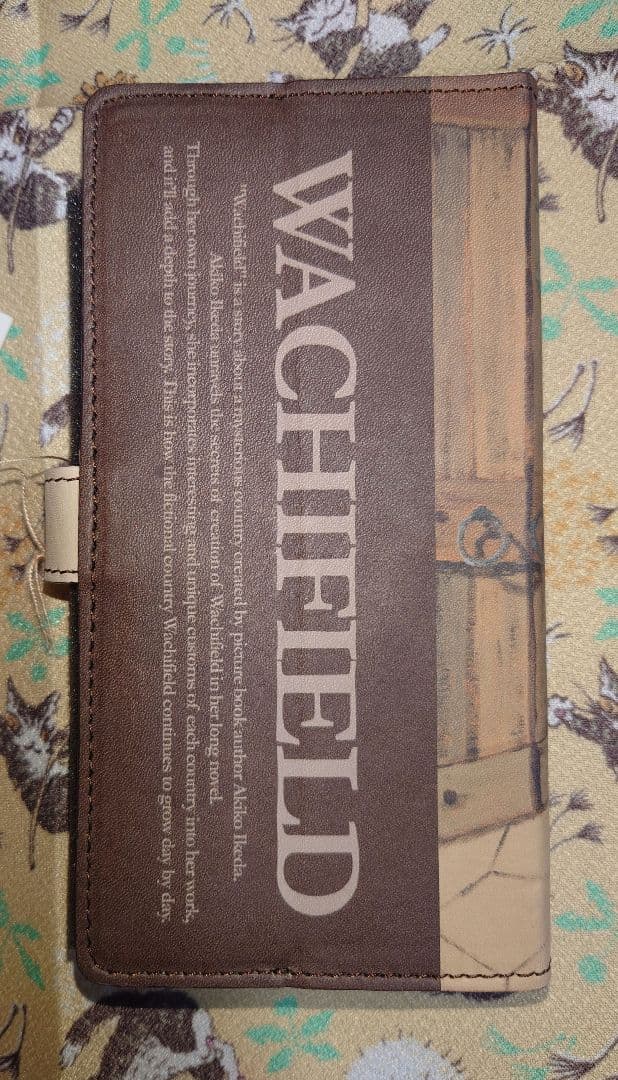 WACHIFIELD
"Wachifield" is a story about a mysterious country created by picture-book author Akiko Ikeda.
Akiko Ikeda unravels the secrets of creation of Wachifield in her long novel.
Through her own journey, she incorporates interesting and unique customs of each country into her work,
and it'll add a depth to the story. This is how the fictional country Wachifield continues to grow day by day.